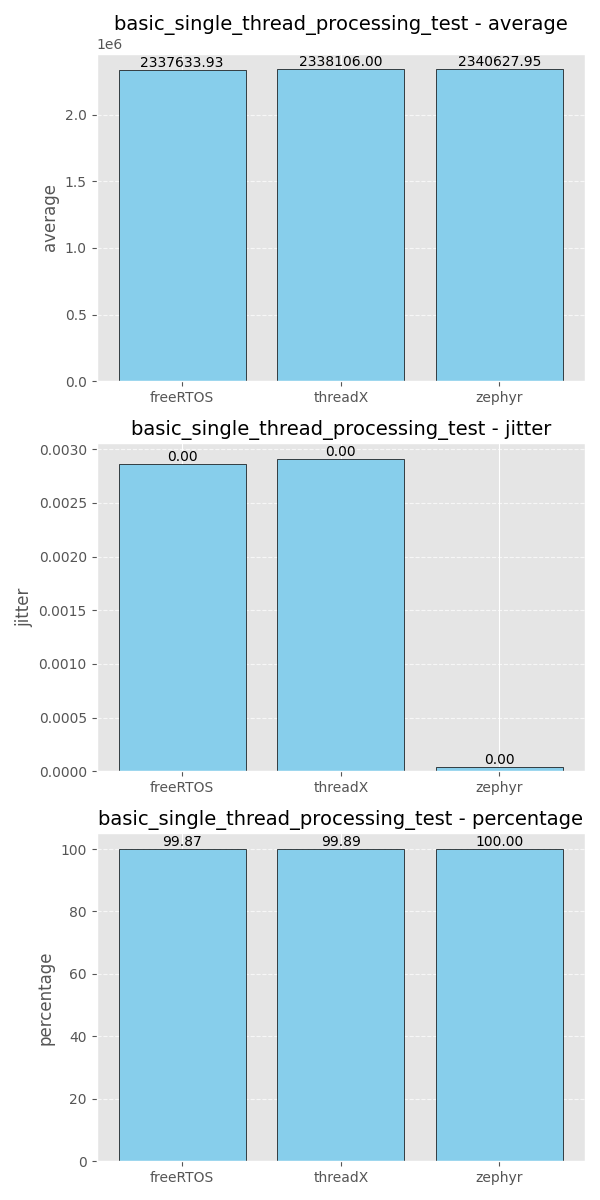 basic_single_thread_processing_test - average
1e6
2337633.93 2338106.00 2340627.95
2.0
1.5
1.0
0.5
0.0
average
freeRTOS threadX zephyr
basic_single_thread_processing_test - jitter
0.0030
0.00 0.00
0.0025
0.0020
0.0015
0.0010
0.0005
0.00
0.0000
jitter
freeRTOS threadX zephyr
basic_single_thread_processing_test - percentage
99.87 99.89 100.00
100
80
60
40
20
0
percentage
freeRTOS threadX zephyr